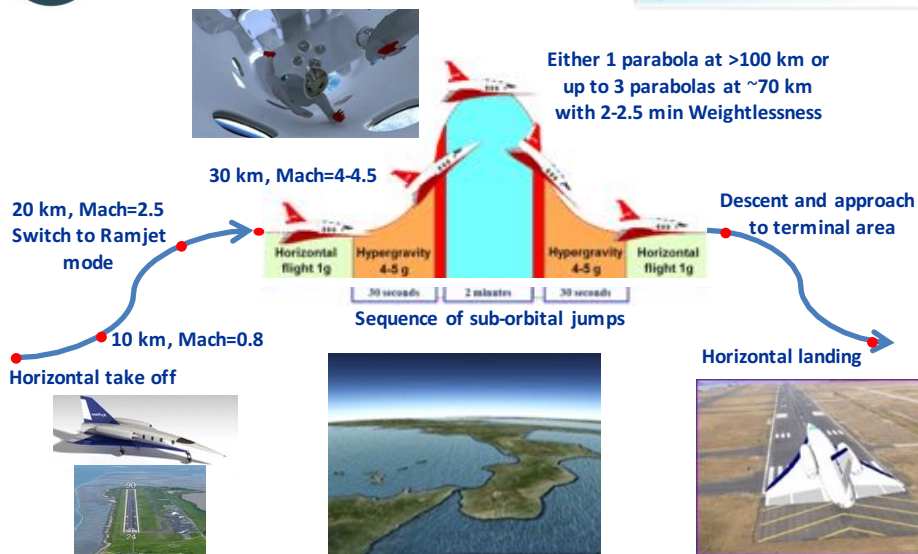 Either 1 parabola at >100 km or
up to 3 parabolas at ~70 km
with 2-2.5 min Weightlessness
30 km, Mach=4-4.5
20 km, Mach=2.5
Switch to Ramjet
mode
Descent and approach
to terminal area
Horizontal
flight 1g
Hypergravity
4-5 g
Hypergravity
4-5 g
Horizontal
flight 1g
30 seconds
2 minutes
30 seconds
Sequence of sub-orbital jumps
10 km, Mach=0.8
Horizontal take off
Horizontal landing
24